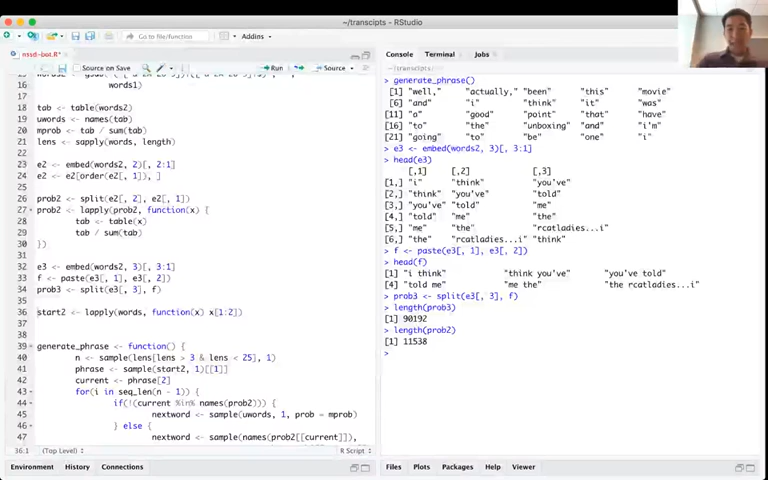 ~/transcipts - RStudio
Go to file/function
Addins
nssd-bot.R*
Source on Save
Run
Source
16 words1)
17
18 tab <- table(words2)
19 uwords <- names(tab)
20 mprob <- tab / sum(tab)
21 lens <- sapply(words, length)
22
23 e2 <- embed(words2, 2)[, 2:1]
24 e2 <- e2[order(e2[, 1]), ]
25
26 prob2 <- split(e2[, 2], e2[, 1])
27 prob2 <- lapply(prob2, function(x) {
28 tab <- table(x)
29 tab / sum(tab)
30 })
31
32 e3 <- embed(words2, 3)[, 3:1]
33 f <- paste(e3[, 1], e3[, 2])
34 prob3 <- split(e3[, 3], f)
35
36 start2 <- lapply(words, function(x) x[1:2])
37
38
39 generate_phrase <- function() {
40 n <- sample(lens[lens > 3 & lens < 25], 1)
41 phrase <- sample(start2, 1)[[1]]
42 current <- phrase[2]
43 for(i in seq_len(n - 1)) {
44 if(!(current %in% names(prob2))) {
45 nextword <- sample(uwords, 1, prob = mprob)
46 } else {
47 nextword <- sample(names(prob2[[current]]),
36:1 (Top Level) R Script
Environment History Connections
Console Terminal Jobs
~/transcripts/
> generate_phrase()
[1] "well," "actually," "been" "this" "movie"
[6] "and" "i" "think" "it" "was"
[11] "a" "good" "point" "that" "have"
[16] "to" "the" "unboxing" "and" "i'm"
[21] "going" "to" "be" "one" "i"
> e3 <- embed(words2, 3)[, 3:1]
> head(e3)
[,1] [,2] [,3]
[1,] "i" "think" "you've"
[2,] "think" "you've" "told"
[3,] "you've" "told" "me"
[4,] "told" "me" "the"
[5,] "me" "the" "rcatladies...i"
[6,] "the" "rcatladies...i" "think"
> f <- paste(e3[, 1], e3[, 2])
> head(f)
[1] "i think" "think you've" "you've told"
[4] "told me" "me the" "the rcatladies...i"
> prob3 <- split(e3[, 3], f)
> length(prob3)
[1] 90192
> length(prob2)
[1] 11538
>
Files Plots Packages Help Viewer